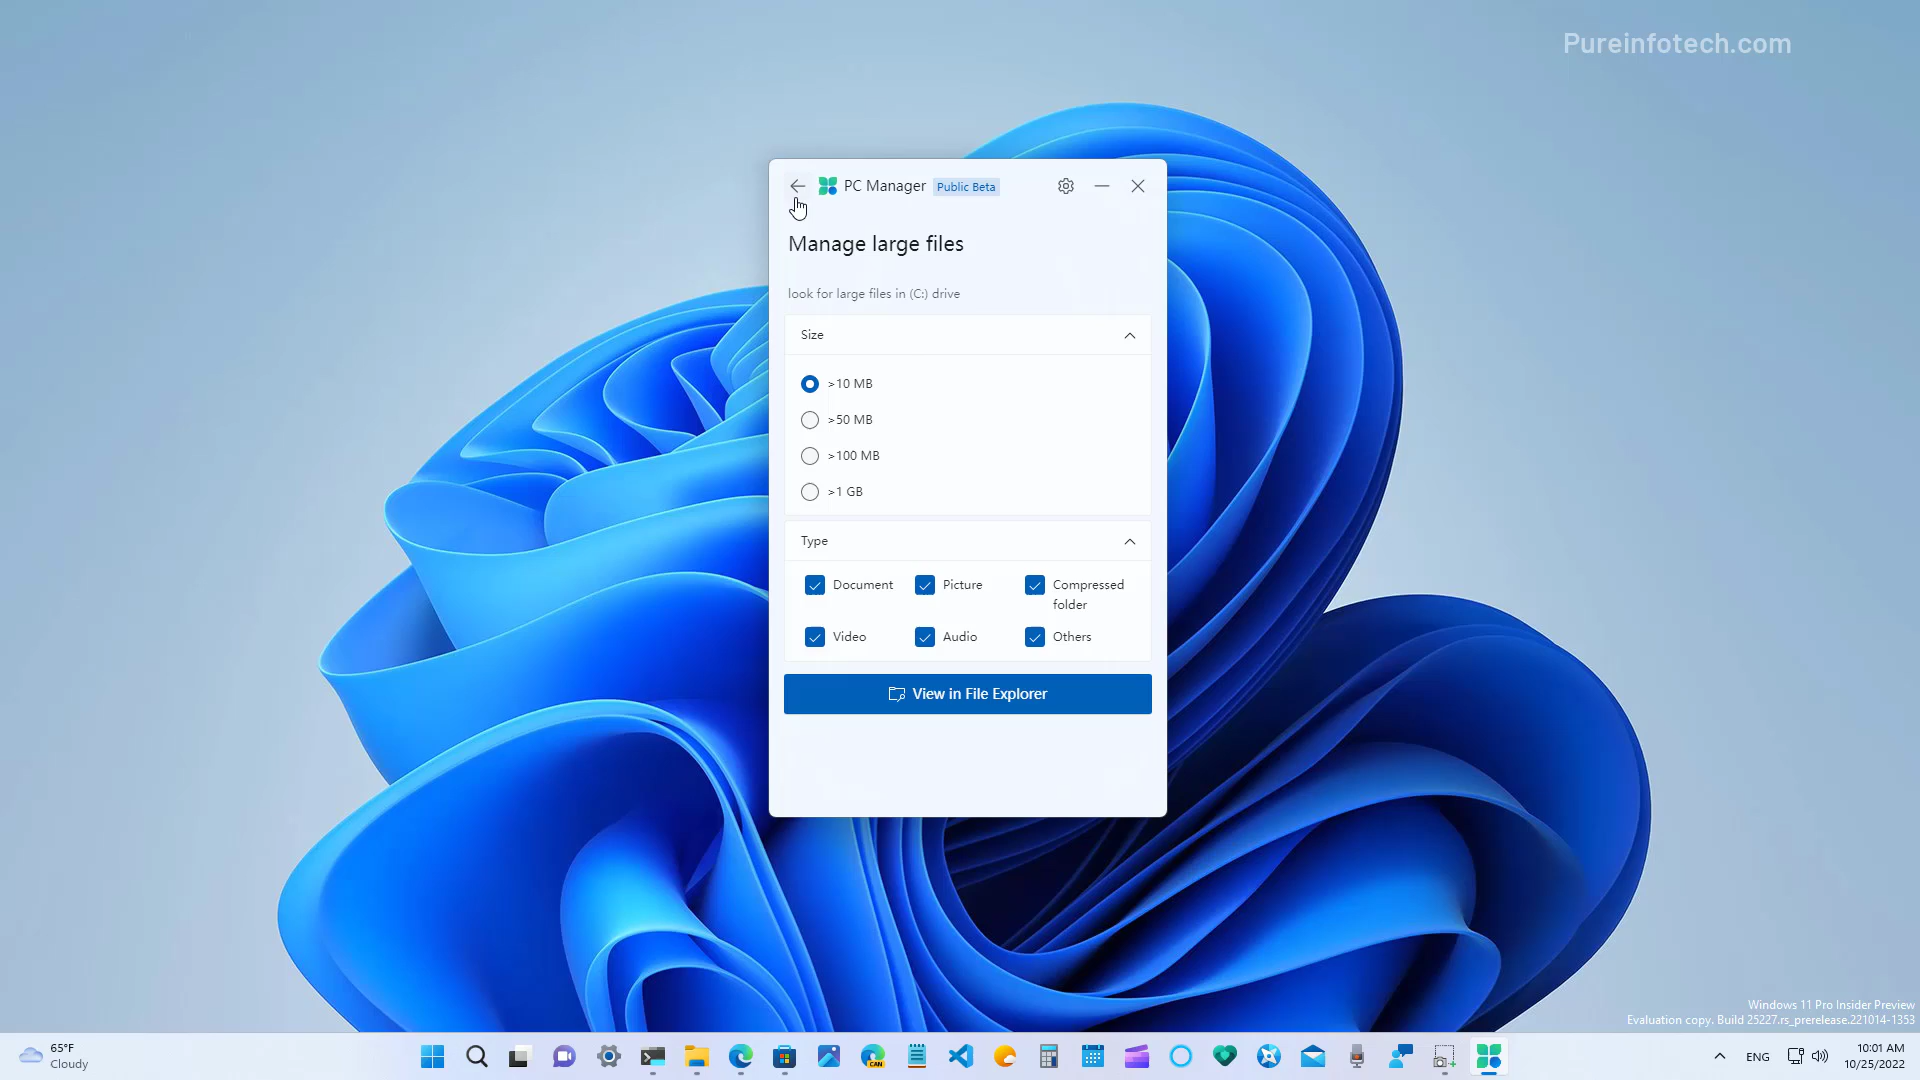 Pureinfotech.com
PC Manager Public Beta
Manage large files
look for large files in (C:) drive
Size
>10 MB
>50 MB
>100 MB
>1 GB
Type
Document Picture Compressed
folder
Video Audio Others
View in File Explorer
Windows 11 Pro Insider Preview
Evaluation copy. Build 25227.rs_prerelease.221014-1353
65°F
Cloudy
CAN
ENG
10:01 AM
10/25/2022